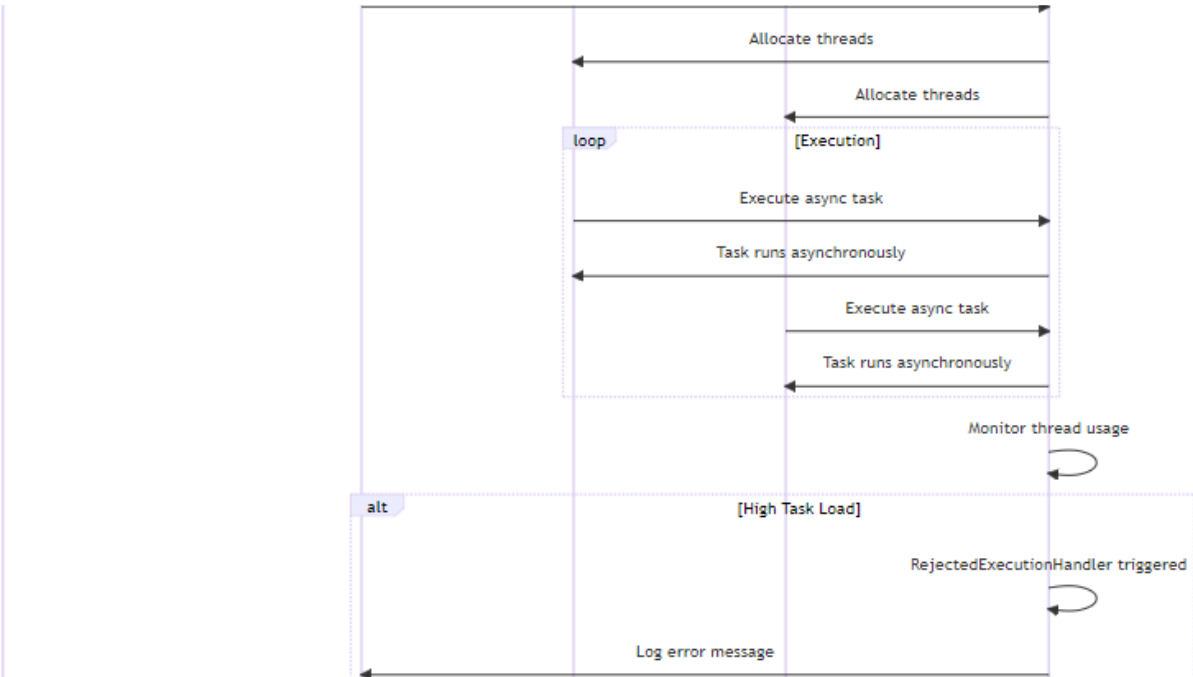 Allocate threads
Allocate threads
loop [Execution]
Execute async task
Task runs asynchronously
Execute async task
Task runs asynchronously
Monitor thread usage
alt [High Task Load]
RejectedExecutionHandler triggered
Log error message